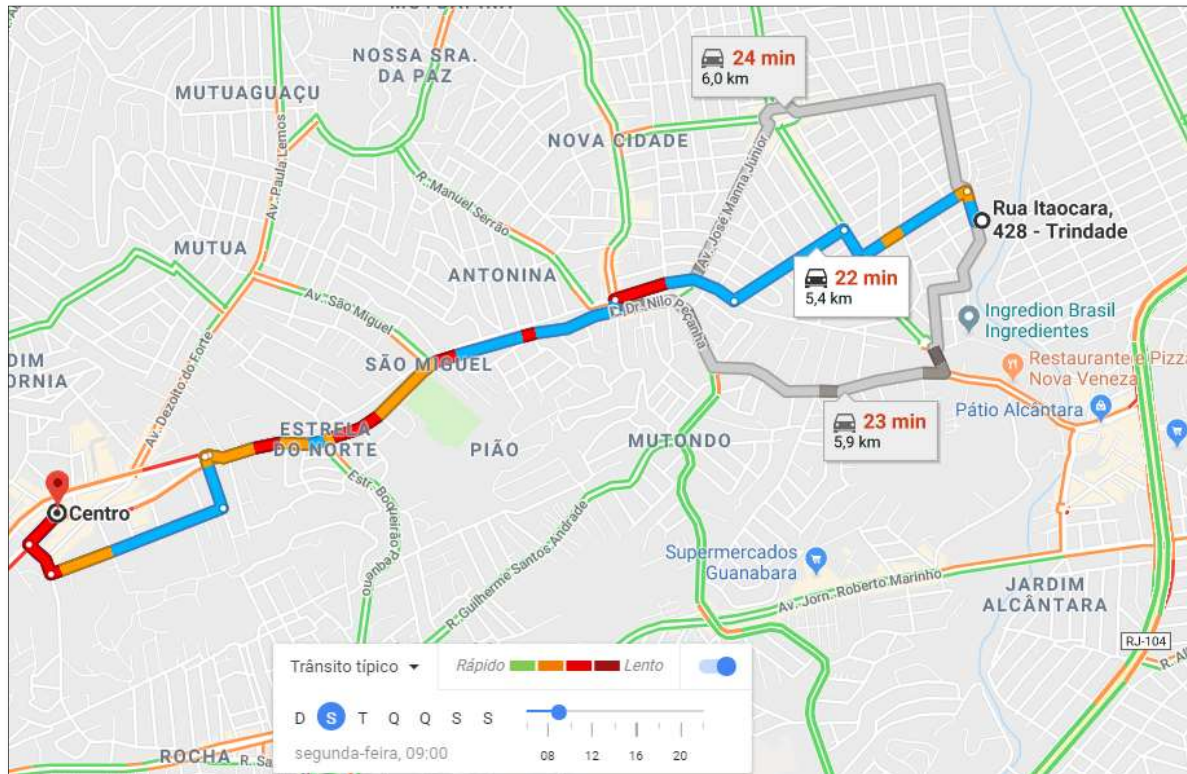 NOSSA SRA.
DA PAZ
24 min
6,0 km
MUTUAGUAÇU
NOVA CIDADE
Av. Paula Lemos
R. Manuel Serrão
Av. José Manna Júnior
Rua Itaocara,
428 - Trindade
MUTUA
ANTONINA
22 min
5,4 km
Av. São Miguel
Dr. Nilo Peçanha
Ingredion Brasil
Ingredientes
SÃO MIGUEL
Restaurante e Pizza
Nova Veneza
Av. Dezoito do Forte
Pátio Alcântara
23 min
5,9 km
ESTRELA
DO NORTE
PIÃO
MUTONDO
Estr. Boqueirão Pequeno
Centro
R. Guilherme Santos Andrade
Supermercados
Guanabara
Av. Jorn. Roberto Marinho
JARDIM
ALCÂNTARA
RJ-104
Trânsito típico
Rápido
Lento
D S T Q Q S S
segunda-feira, 09:00
08 12 16 20
ROCHA
R. Sa